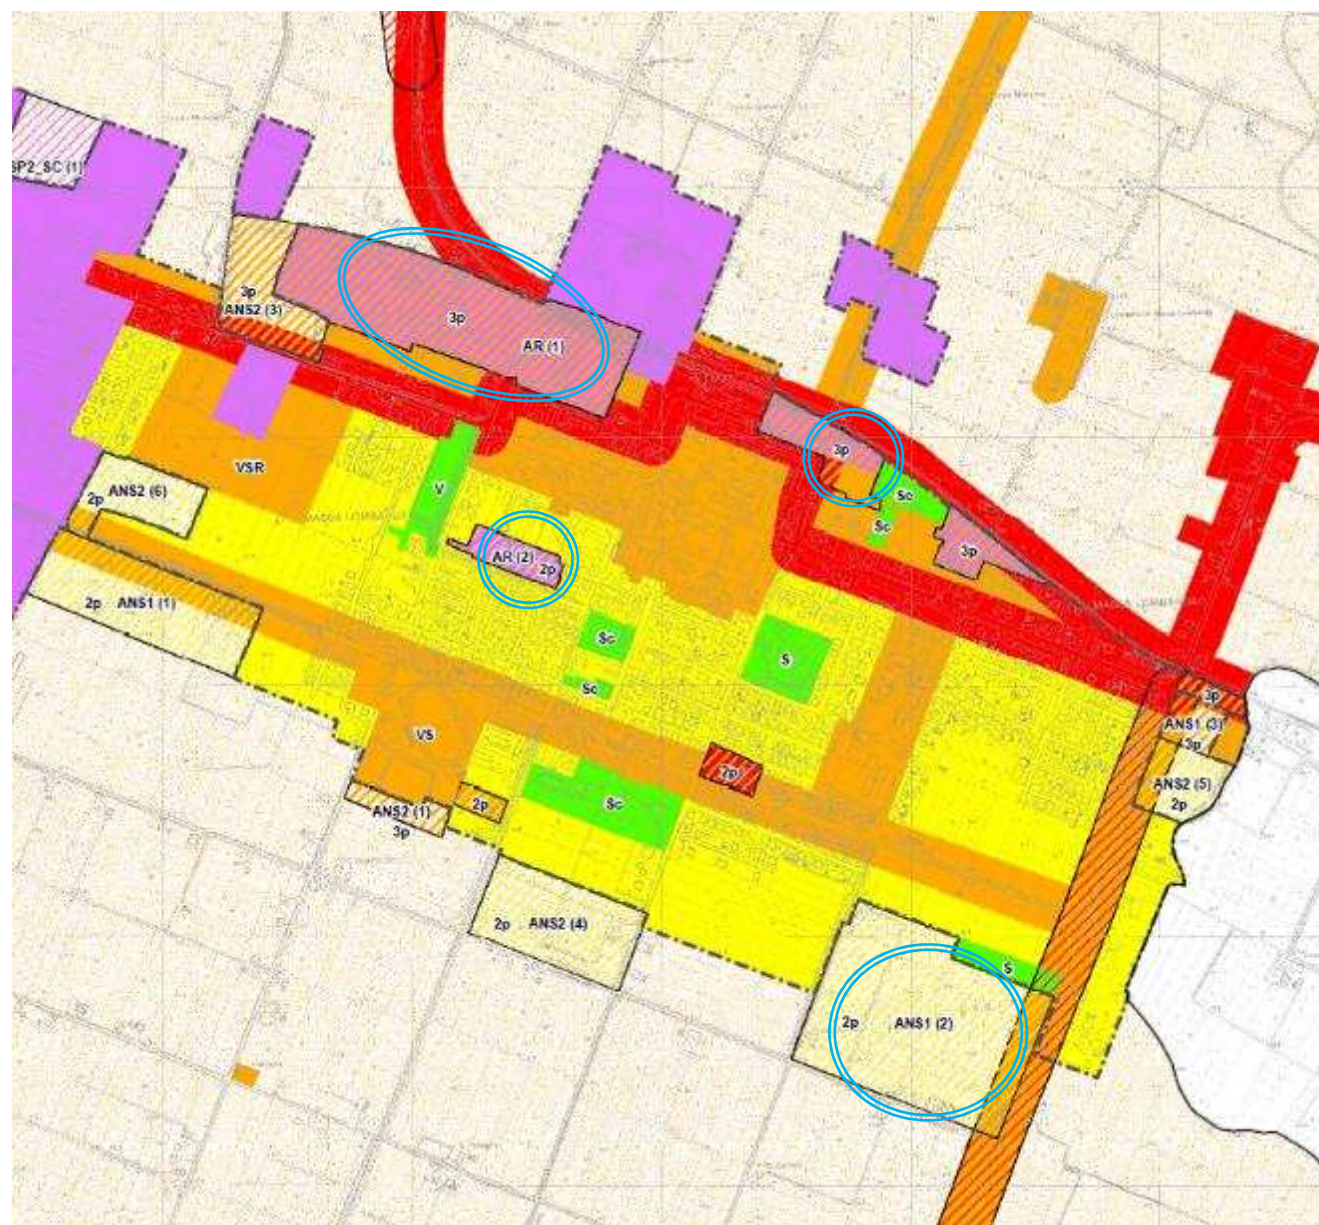 SP2_SC (1)
3p
ANS2 (3)
3p
AR (1)
VSR
V
3p
Sc
Sc
3p
2p
ANS2 (6)
AR (2)
2p
2p
ANS1 (1)
Sc
S
Sc
3p
ANS1 (3)
3p
VS
2p
ANS2 (5)
2p
ANS2 (1)
3p
2p
Sc
2p
ANS2 (4)
S
2p
ANS1 (2)